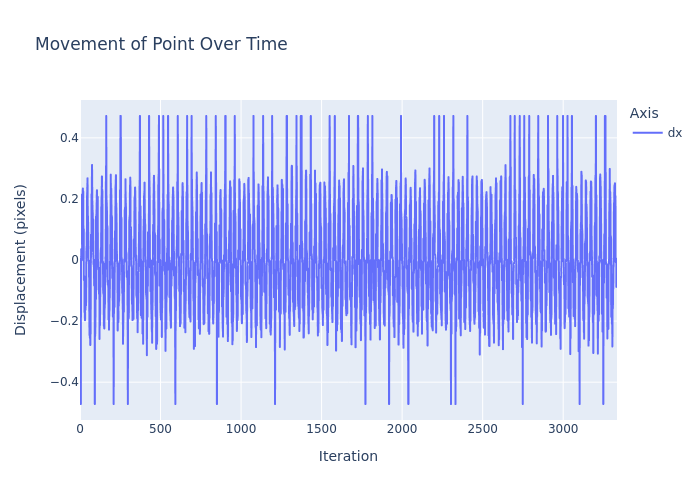 Movement of Point Over Time
Axis
dx
Displacement (pixels)
0.4
0.2
0
−0.2
−0.4
0
500
1000
1500
2000
2500
3000
Iteration